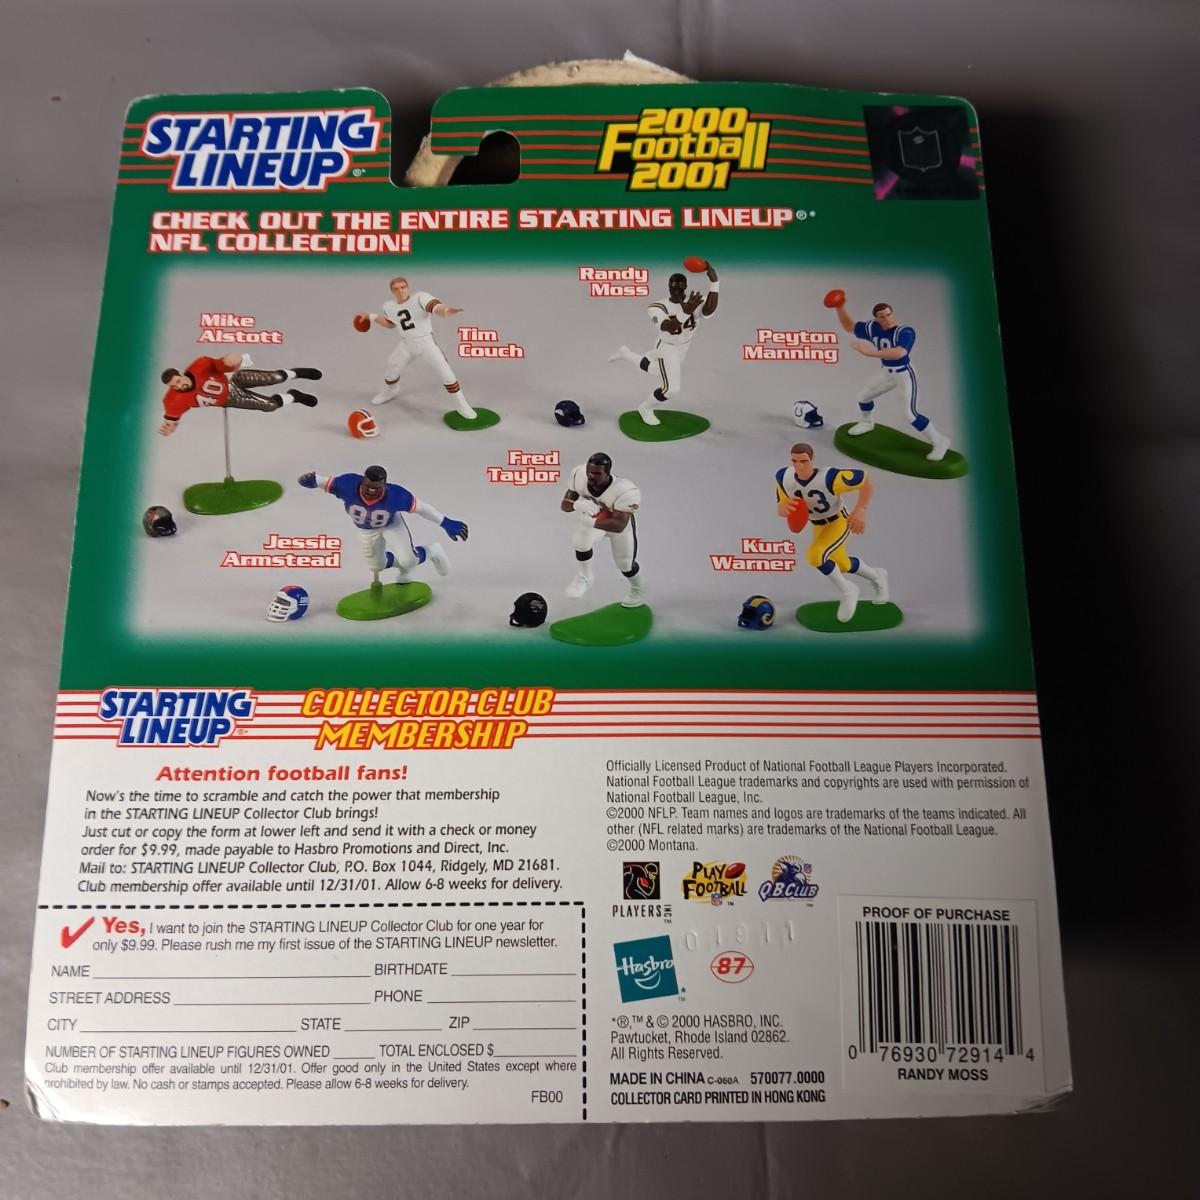 STARTING
LINEUP®*
2000
Football
2001
CHECK OUT THE ENTIRE STARTING LINEUP®*
NFL COLLECTION!
Mike
Alstott
Tim
Couch
Randy
Moss
Peyton
Manning
Jessie
Armstead
Fred
Taylor
Kurt
Warner
40
2
84
18
98
13
STARTING
LINEUP®*
COLLECTOR CLUB
MEMBERSHIP
Attention football fans!
Now's the time to scramble and catch the power that membership
in the STARTING LINEUP Collector Club brings!
Just cut or copy the form at lower left and send it with a check or money
order for $9.99, made payable to Hasbro Promotions and Direct, Inc.
Mail to: STARTING LINEUP Collector Club, P.O. Box 1044, Ridgely, MD 21681.
Club membership offer available until 12/31/01. Allow 6-8 weeks for delivery.
Yes, I want to join the STARTING LINEUP Collector Club for one year for
only $9.99. Please rush me my first issue of the STARTING LINEUP newsletter.
NAME BIRTHDATE
STREET ADDRESS PHONE
CITY STATE ZIP
NUMBER OF STARTING LINEUP FIGURES OWNED TOTAL ENCLOSED $
Club membership offer available until 12/31/01. Offer good only in the United States except where
prohibited by law. No cash or stamps accepted. Please allow 6-8 weeks for delivery.
FB00
Officially Licensed Product of National Football League Players Incorporated.
National Football League trademarks and copyrights are used with permission of
National Football League, Inc.
©2000 NFLP. Team names and logos are trademarks of the teams indicated. All
other (NFL related marks) are trademarks of the National Football League.
©2000 Montana.
PLAYERS INC ™
PLAY
FOOTBALL ™
QB CLUB ™
01911
Hasbro *™
87
*®,™ & © 2000 HASBRO, INC.
Pawtucket, Rhode Island 02862.
All Rights Reserved.
MADE IN CHINA C-060A 570077.0000
COLLECTOR CARD PRINTED IN HONG KONG
PROOF OF PURCHASE
0 76930 72914 4
RANDY MOSS